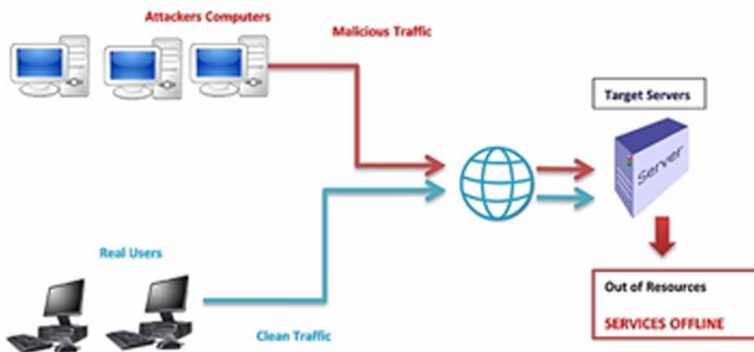 Attackers Computers
Malicious Traffic
Target Servers
Server
Real Users
Clean Traffic
Out of Resources
SERVICES OFFLINE